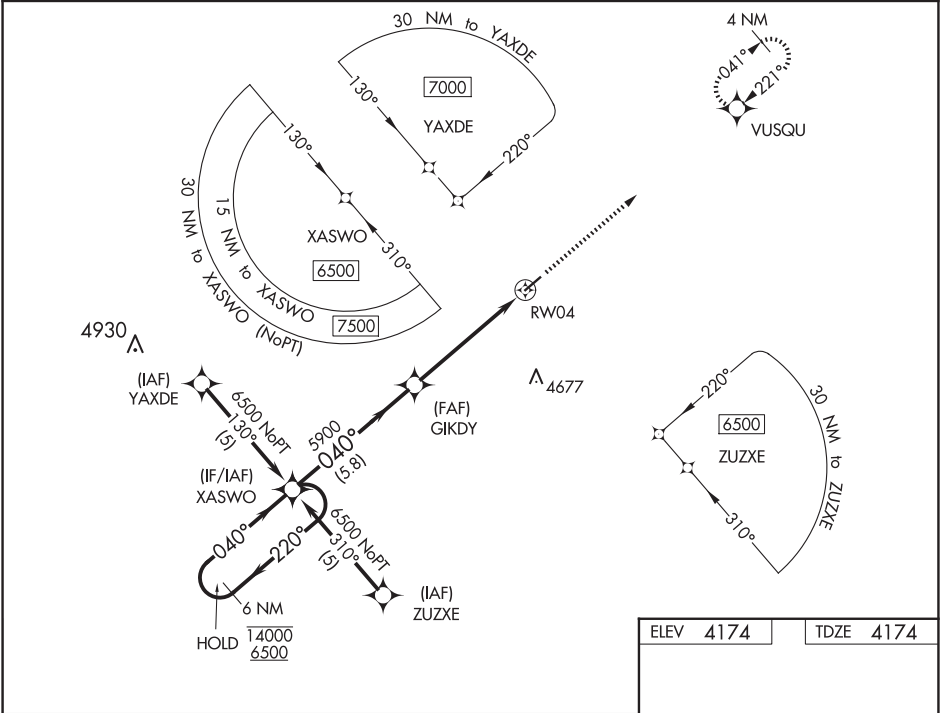 30 NM to YAXDE
130°
7000
YAXDE
220°
4 NM
041°
221°
VUSQU
30 NM to XASWO (NoPT)
15 NM to XASWO
130°
XASWO
310°
6500
7500
RW04
4930
(IAF)
YAXDE
6500 NoPT
130°
(5)
4677
(FAF)
GIKDY
5900
040°
(5.8)
220°
6500
ZUZXE
310°
30 NM to ZUZXE
(IF/IAF)
XASWO
040°
220°
6500 NoPT
310°
(5)
(IAF)
ZUZXE
6 NM
HOLD
14000
6500
ELEV 4174
TDZE 4174